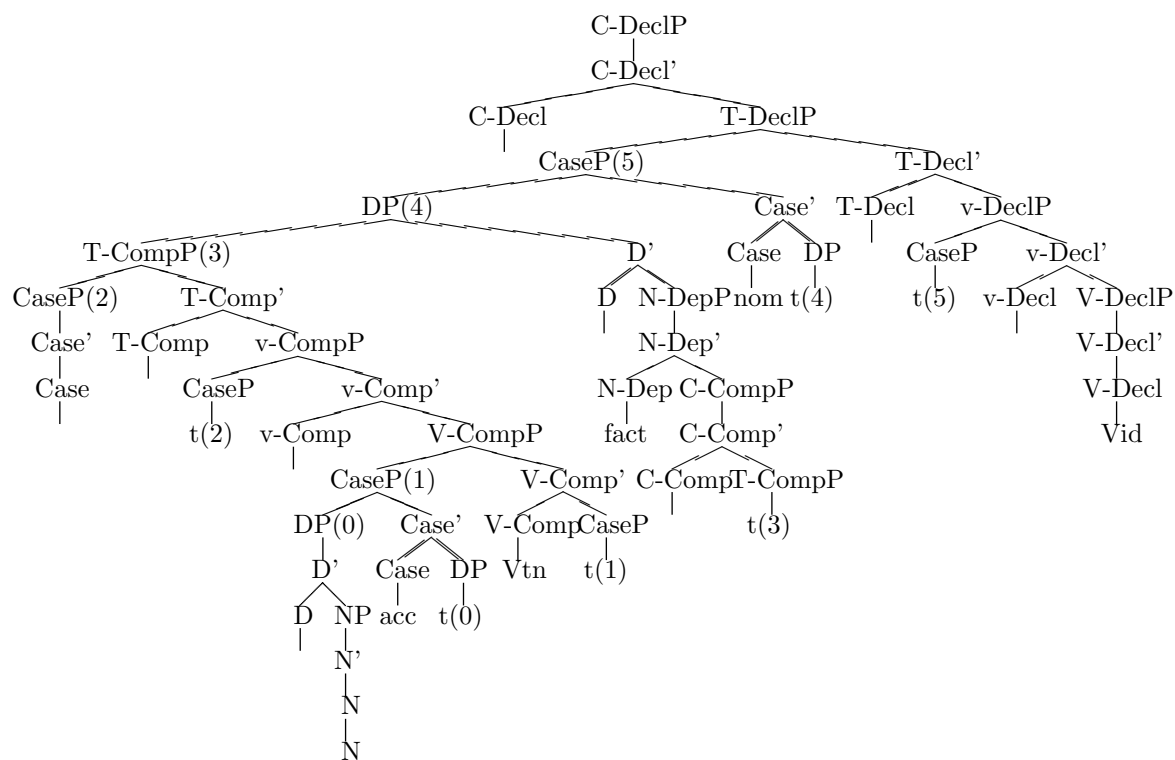 C-DeclP
C-Decl'
C-Decl T-DeclP
CaseP(5) T-Decl'
DP(4) Case' T-Decl v-DeclP
T-CompP(3) D' Case DP CaseP v-Decl'
CaseP(2) T-Comp' D N-DepP nom t(4) t(5) v-Decl V-DeclP
Case' T-Comp v-CompP N-Dep' V-Decl'
Case CaseP v-Comp' N-Dep C-CompP V-Decl
t(2) v-Comp V-CompP fact C-Comp' Vid
CaseP(1) V-Comp' C-Comp T-CompP
DP(0) Case' V-Comp CaseP t(3)
D' Case DP Vtn t(1)
D NP acc t(0)
N'
N
N